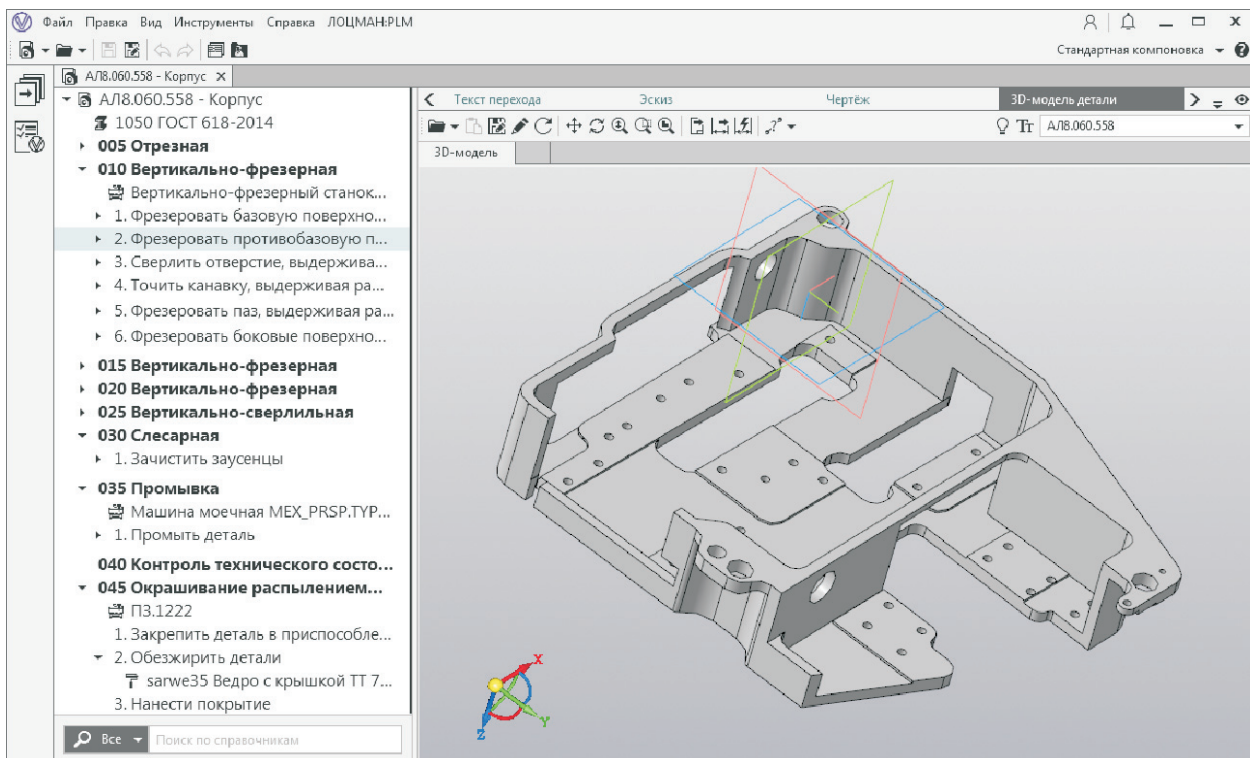 Файл Правка Вид Инструменты Справка ЛОЦМАН:PLM
Стандартная компоновка
АЛ8.060.558 - Корпус
АЛ8.060.558 - Корпус
1050 ГОСТ 618-2014
005 Отрезная
010 Вертикально-фрезерная
Вертикально-фрезерный станок...
1. Фрезеровать базовую поверхно...
2. Фрезеровать противобазовую п...
3. Сверлить отверстие, выдержива...
4. Точить канавку, выдерживая ра...
5. Фрезеровать паз, выдерживая ра...
6. Фрезеровать боковые поверхно...
015 Вертикально-фрезерная
020 Вертикально-фрезерная
025 Вертикально-сверлильная
030 Слесарная
1. Зачистить заусенцы
035 Промывка
Машина моечная MEX_PRSP.TYP...
1. Промыть деталь
040 Контроль технического состо...
045 Окрашивание распылением...
ПЗ.1222
1. Закрепить деталь в приспособле...
2. Обезжирить детали
sarwe35 Ведро с крышкой ТТ 7...
3. Нанести покрытие
Все Поиск по справочникам
Текст перехода Эскиз Чертёж 3D-модель детали
Тг АЛ8.060.558
3D-модель
X
Y
Z